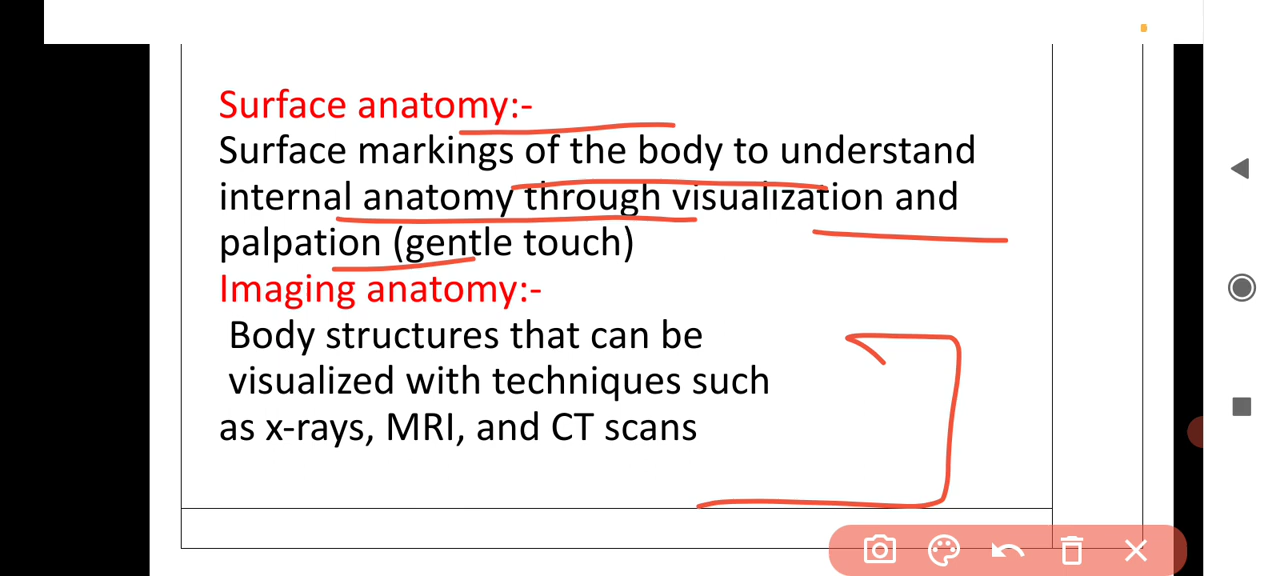 Surface anatomy:-
Surface markings of the body to understand
internal anatomy through visualization and
palpation (gentle touch)
Imaging anatomy:-
Body structures that can be
visualized with techniques such
as x-rays, MRI, and CT scans